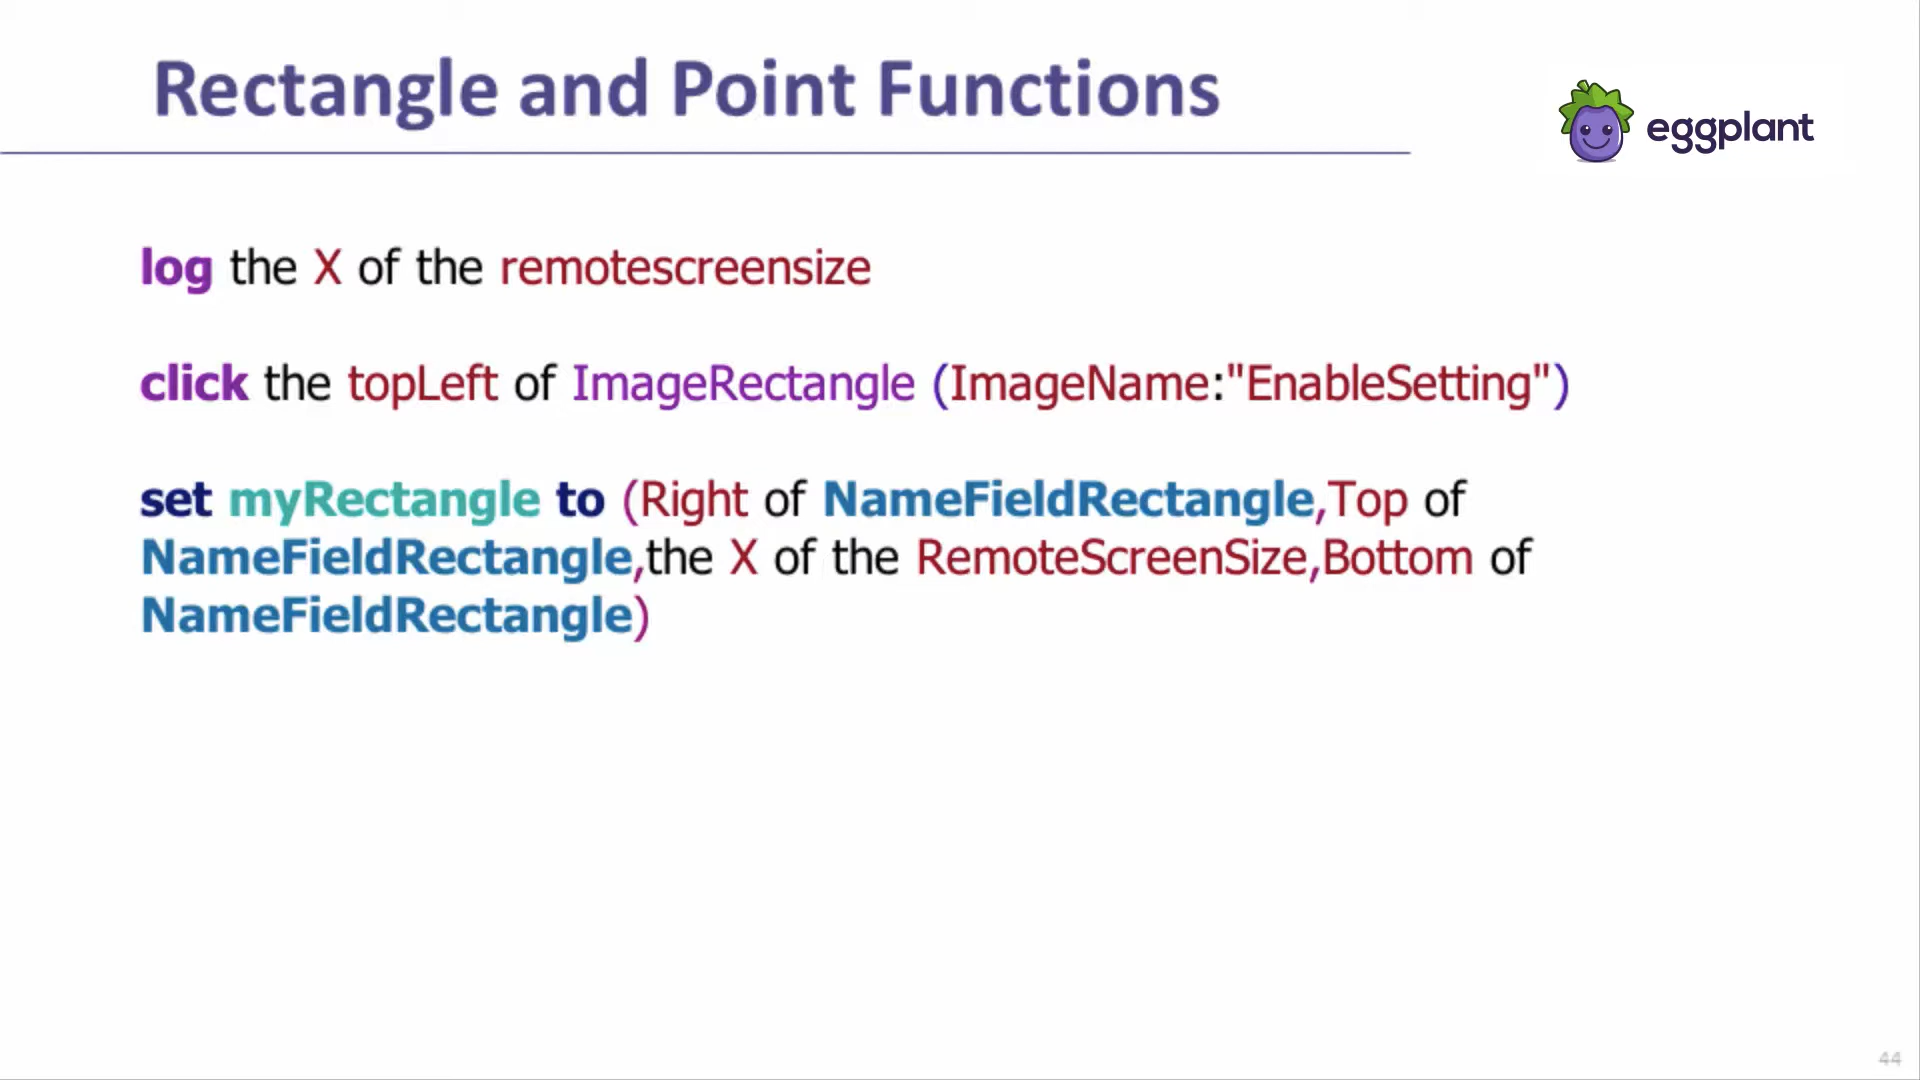 Rectangle and Point Functions
eggplant
log the X of the remotescreensize
click the topLeft of ImageRectangle (ImageName:"EnableSetting")
set myRectangle to (Right of NameFieldRectangle,Top of
NameFieldRectangle,the X of the RemoteScreenSize,Bottom of
NameFieldRectangle)
44